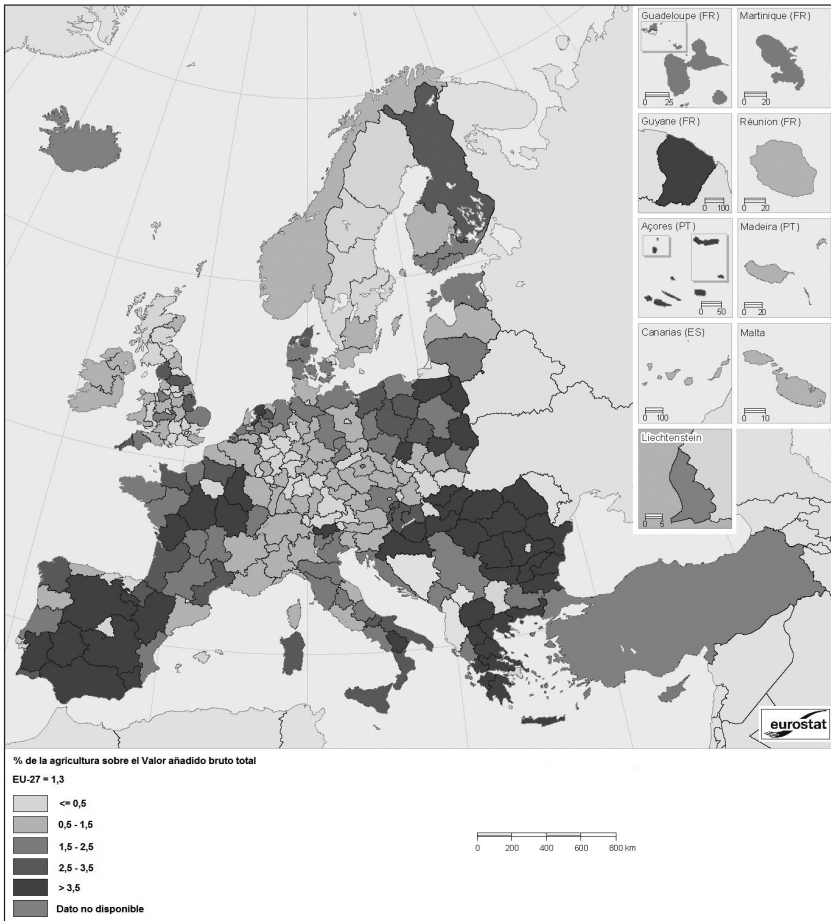 Guadeloupe (FR)
0 25
Martinique (FR)
0 20
Guyane (FR)
0 100
Réunion (FR)
0 20
Açores (PT)
0 50
Madeira (PT)
0 20
Canarias (ES)
0 100
Malta
0 10
Liechtenstein
0 5
eurostat
% de la agricultura sobre el Valor añadido bruto total
EU-27 = 1,3
<= 0,5
0,5 - 1,5
1,5 - 2,5
2,5 - 3,5
> 3,5
Dato no disponible
0 200 400 600 800 km